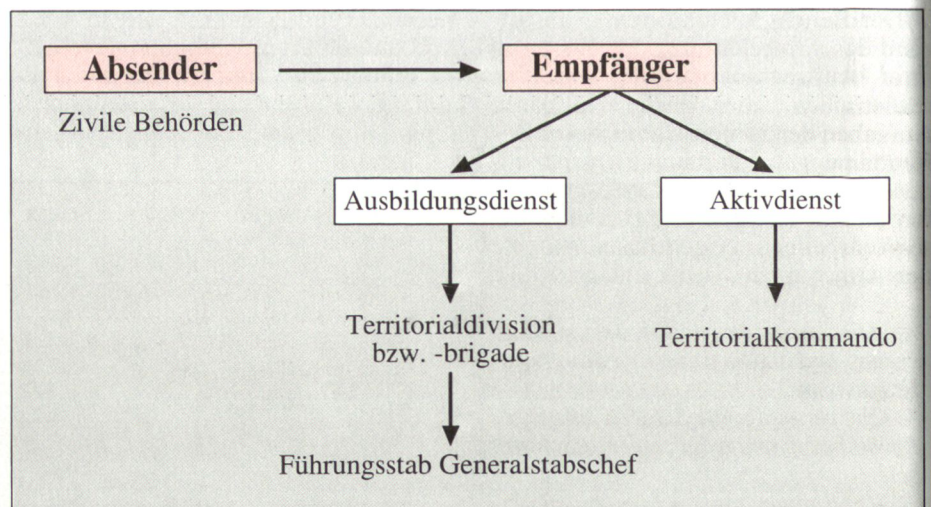 Absender
Empfänger
Zivile Behörden
Ausbildungsdienst
Aktivdienst
Territorialdivision
bzw. -brigade
Territorialkommando
Führungsstab Generalstabschef